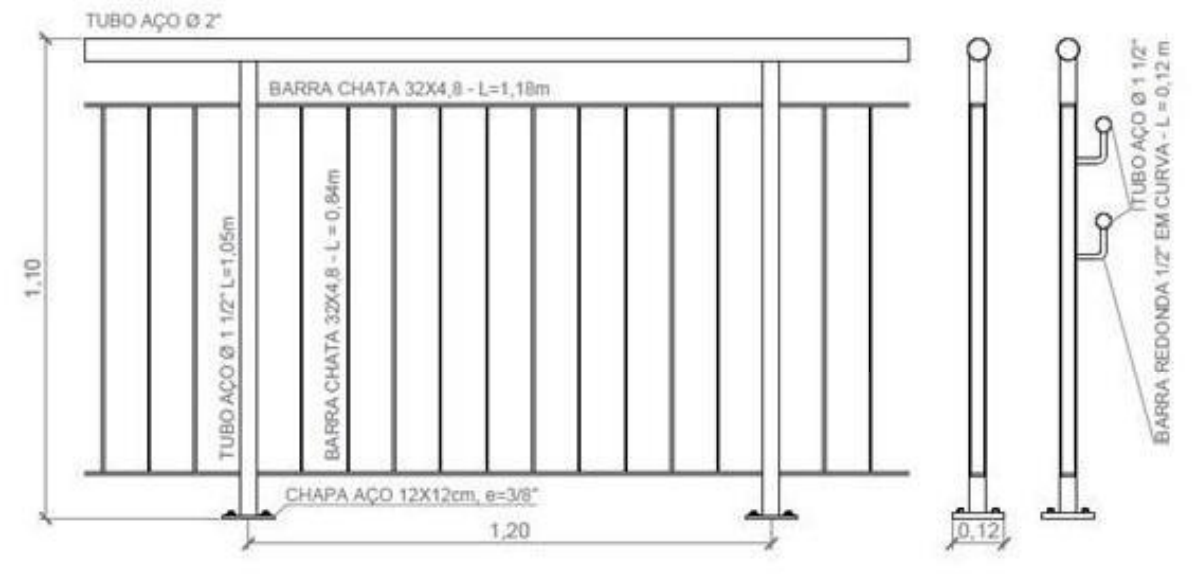 TUBO AÇO Ø 2"
BARRA CHATA 32X4,8 - L=1,18m
1,10
TUBO AÇO Ø 1 1/2" L=1,05m
BARRA CHATA 32X4,8 - L = 0,84m
CHAPA AÇO 12X12cm, e=3/8"
1,20
0,12
TUBO AÇO Ø 1 1/2"
BARRA REDONDA 1/2" EM CURVA - L = 0,12 m